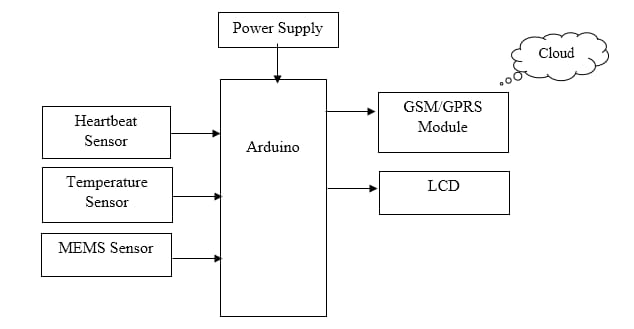 Power Supply
Cloud
Heartbeat
Sensor
Temperature
Sensor
MEMS Sensor
Arduino
GSM/GPRS
Module
LCD